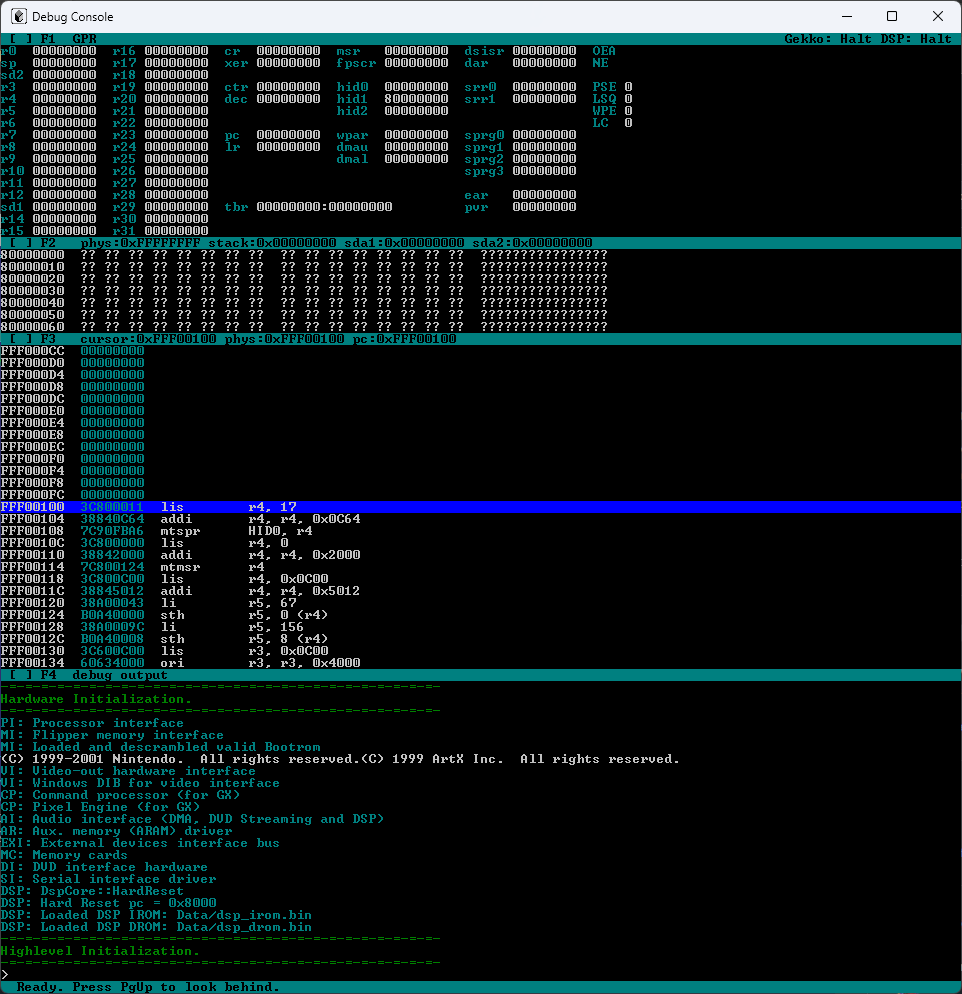 Debug Console
[ ] F1  GPR Gekko: Halt DSP: Halt
r0  00000000  r16 00000000  cr  00000000  msr   00000000  dsisr 00000000  OEA
sp  00000000  r17 00000000  xer 00000000  fpscr 00000000  dar   00000000  NE
sd2 00000000  r18 00000000
r3  00000000  r19 00000000  ctr 00000000  hid0  00000000  srr0  00000000  PSE 0
r4  00000000  r20 00000000  dec 00000000  hid1  80000000  srr1  00000000  LSQ 0
r5  00000000  r21 00000000  hid2  00000000  WPE 0
r6  00000000  r22 00000000  LC  0
r7  00000000  r23 00000000  pc  00000000  wpar  00000000  sprg0 00000000
r8  00000000  r24 00000000  lr  00000000  dmau  00000000  sprg1 00000000
r9  00000000  r25 00000000  dmal  00000000  sprg2 00000000
r10 00000000  r26 00000000  sprg3 00000000
r11 00000000  r27 00000000
r12 00000000  r28 00000000  ear   00000000
sd1 00000000  r29 00000000  tbr 00000000:00000000  pvr   00000000
r14 00000000  r30 00000000
r15 00000000  r31 00000000
[ ] F2   phys:0xFFFFFFFF stack:0x00000000 sda1:0x00000000 sda2:0x00000000
80000000  ?? ?? ?? ?? ?? ?? ?? ??  ?? ?? ?? ?? ?? ?? ?? ??  ????????????????
80000010  ?? ?? ?? ?? ?? ?? ?? ??  ?? ?? ?? ?? ?? ?? ?? ??  ????????????????
80000020  ?? ?? ?? ?? ?? ?? ?? ??  ?? ?? ?? ?? ?? ?? ?? ??  ????????????????
80000030  ?? ?? ?? ?? ?? ?? ?? ??  ?? ?? ?? ?? ?? ?? ?? ??  ????????????????
80000040  ?? ?? ?? ?? ?? ?? ?? ??  ?? ?? ?? ?? ?? ?? ?? ??  ????????????????
80000050  ?? ?? ?? ?? ?? ?? ?? ??  ?? ?? ?? ?? ?? ?? ?? ??  ????????????????
80000060  ?? ?? ?? ?? ?? ?? ?? ??  ?? ?? ?? ?? ?? ?? ?? ??  ????????????????
[ ] F3   cursor:0xFFF00100 phys:0xFFF00100 pc:0xFFF00100
FFF000CC  00000000
FFF000D0  00000000
FFF000D4  00000000
FFF000D8  00000000
FFF000DC  00000000
FFF000E0  00000000
FFF000E4  00000000
FFF000E8  00000000
FFF000EC  00000000
FFF000F0  00000000
FFF000F4  00000000
FFF000F8  00000000
FFF000FC  00000000
FFF00100  3C800011  lis        r4, 17
FFF00104  38840C64  addi       r4, r4, 0x0C64
FFF00108  7C90FBA6  mtspr      HID0, r4
FFF0010C  3C800000  lis        r4, 0
FFF00110  38842000  addi       r4, r4, 0x2000
FFF00114  7C800124  mtmsr      r4
FFF00118  3C800C00  lis        r4, 0x0C00
FFF0011C  38845012  addi       r4, r4, 0x5012
FFF00120  38A00043  li         r5, 67
FFF00124  B0A40000  sth        r5, 0 (r4)
FFF00128  38A0009C  li         r5, 156
FFF0012C  B0A40008  sth        r5, 8 (r4)
FFF00130  3C600C00  lis        r3, 0x0C00
FFF00134  60634000  ori        r3, r3, 0x4000
[ ] F4  debug output
-=-=-=-=-=-=-=-=-=-=-=-=-=-=-=-=-=-=-=-=-=-=-=-=-=-=-=-
Hardware Initialization.
-=-=-=-=-=-=-=-=-=-=-=-=-=-=-=-=-=-=-=-=-=-=-=-=-=-=-=-
PI: Processor interface
MI: Flipper memory interface
MI: Loaded and descrambled valid Bootrom
(C) 1999-2001 Nintendo.  All rights reserved.(C) 1999 ArtX Inc.  All rights reserved.
VI: Video-out hardware interface
VI: Windows DIB for video interface
CP: Command processor (for GX)
CP: Pixel Engine (for GX)
AI: Audio interface (DMA, DVD Streaming and DSP)
AR: Aux. memory (ARAM) driver
EXI: External devices interface bus
MC: Memory cards
DI: DVD interface hardware
SI: Serial interface driver
DSP: DspCore::HardReset
DSP: Hard Reset pc = 0x8000
DSP: Loaded DSP IROM: Data/dsp_irom.bin
DSP: Loaded DSP DROM: Data/dsp_drom.bin
-=-=-=-=-=-=-=-=-=-=-=-=-=-=-=-=-=-=-=-=-=-=-=-=-=-=-=-
Highlevel Initialization.
-=-=-=-=-=-=-=-=-=-=-=-=-=-=-=-=-=-=-=-=-=-=-=-=-=-=-=-
>
Ready. Press PgUp to look behind.